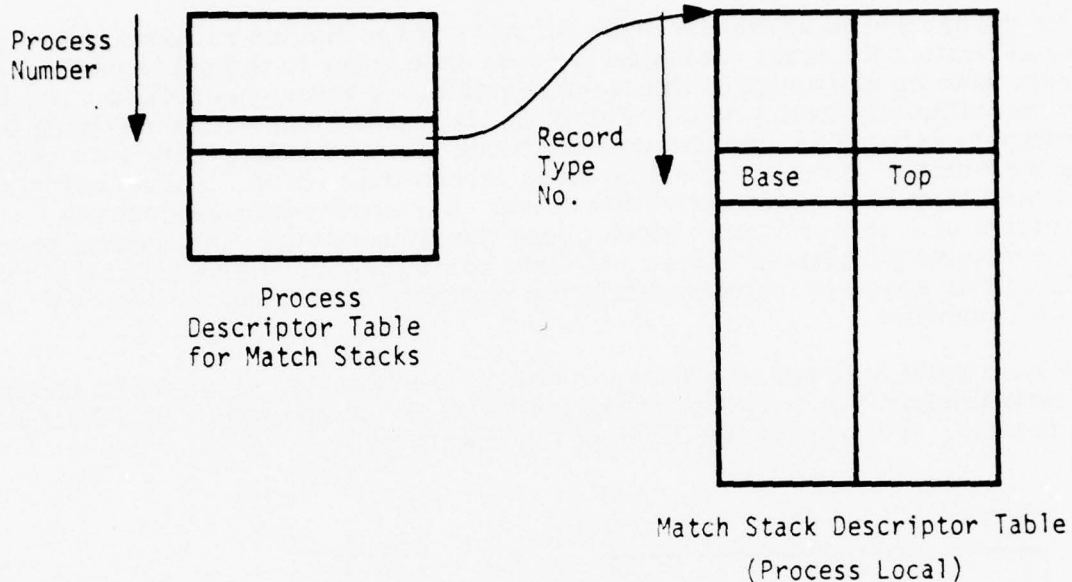 Process
Number
Process
Descriptor Table
for Match Stacks
Record
Type
No.
Base
Top
Match Stack Descriptor Table
(Process Local)